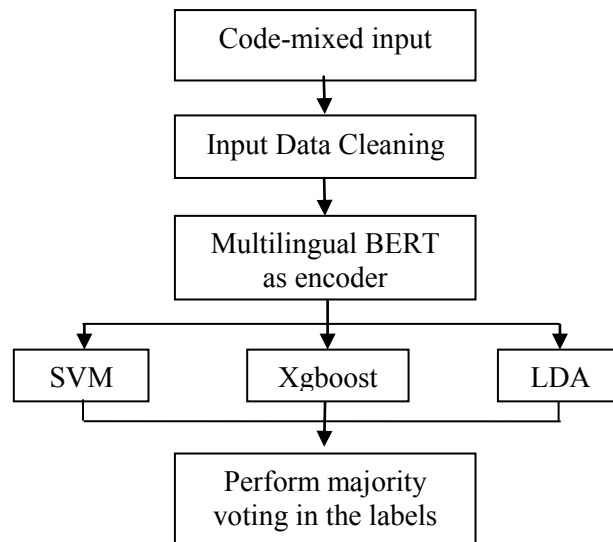 Code-mixed input
Input Data Cleaning
Multilingual BERT
as encoder
SVM
Xgboost
LDA
Perform majority
voting in the labels